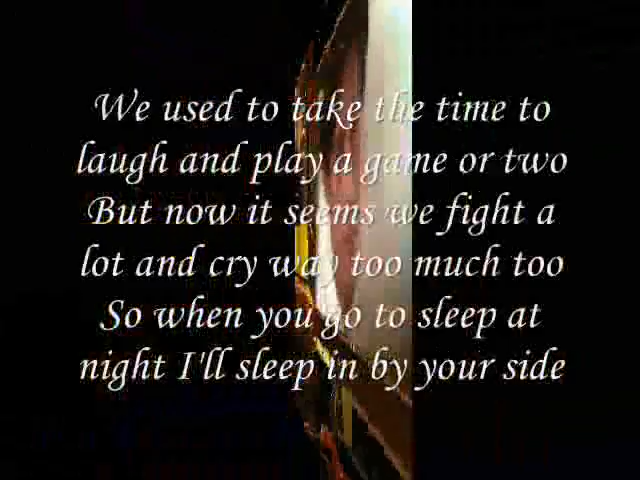 We used to take the time to
laugh and play a game or two
But now it seems we fight a
lot and cry way too much too
So when you go to sleep at
night I'll sleep in by your side